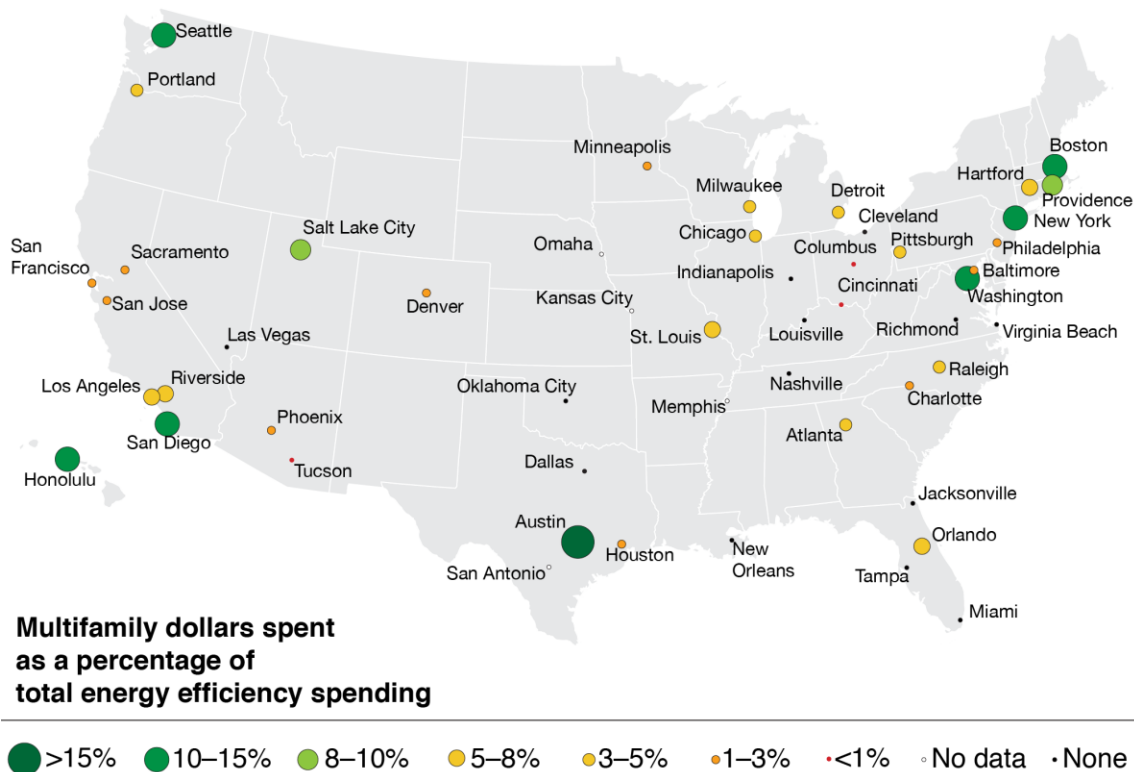 Seattle
Portland
Minneapolis
Boston
Hartford
Milwaukee
Detroit
Providence
Cleveland
New York
Salt Lake City
Chicago
Columbus
Pittsburgh
San
Francisco
Sacramento
Omaha
Philadelphia
Indianapolis
Cincinnati
Baltimore
San Jose
Denver
Kansas City
Washington
Las Vegas
St. Louis
Louisville
Richmond
Virginia Beach
Los Angeles
Riverside
Oklahoma City
Nashville
Raleigh
Memphis
Charlotte
San Diego
Phoenix
Atlanta
Honolulu
Tucson
Dallas
Jacksonville
Austin
Houston
New
Orleans
Orlando
San Antonio
Tampa
Miami
Multifamily dollars spent
as a percentage of
total energy efficiency spending
>15% 10–15% 8–10% 5–8% 3–5% 1–3% <1% No data None